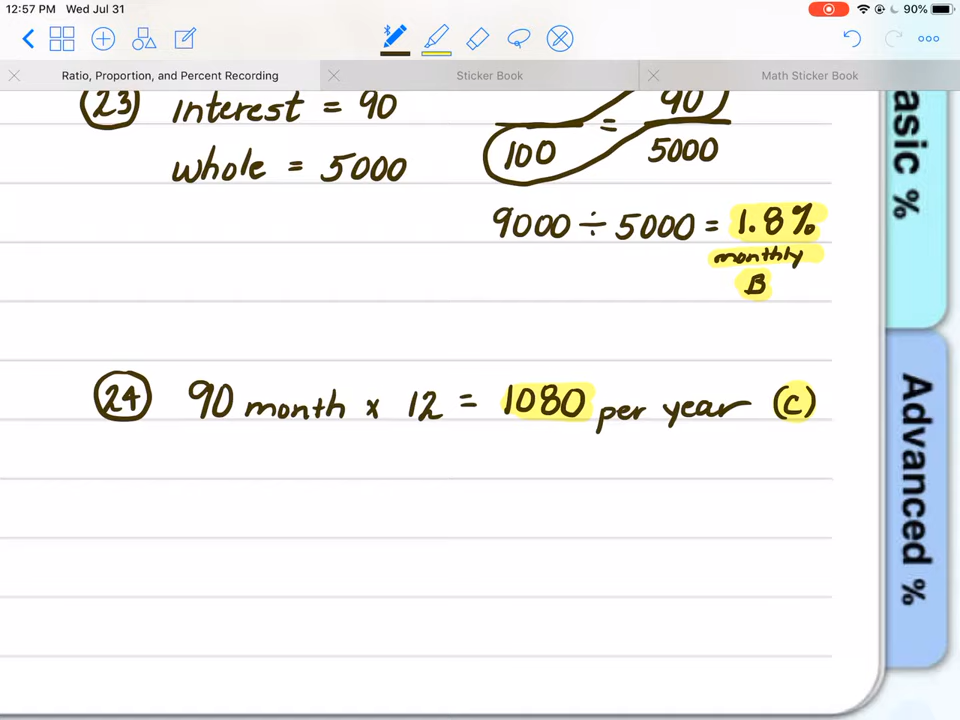 12:57 PM Wed Jul 31
90%
Ratio, Proportion, and Percent Recording
Sticker Book
Math Sticker Book
23 interest = 90
whole = 5000
90
100 = 5000
9000 ÷ 5000 = 1.8%
monthly
B
24 90 month x 12 = 1080 per year (C)
asic %
Advanced %